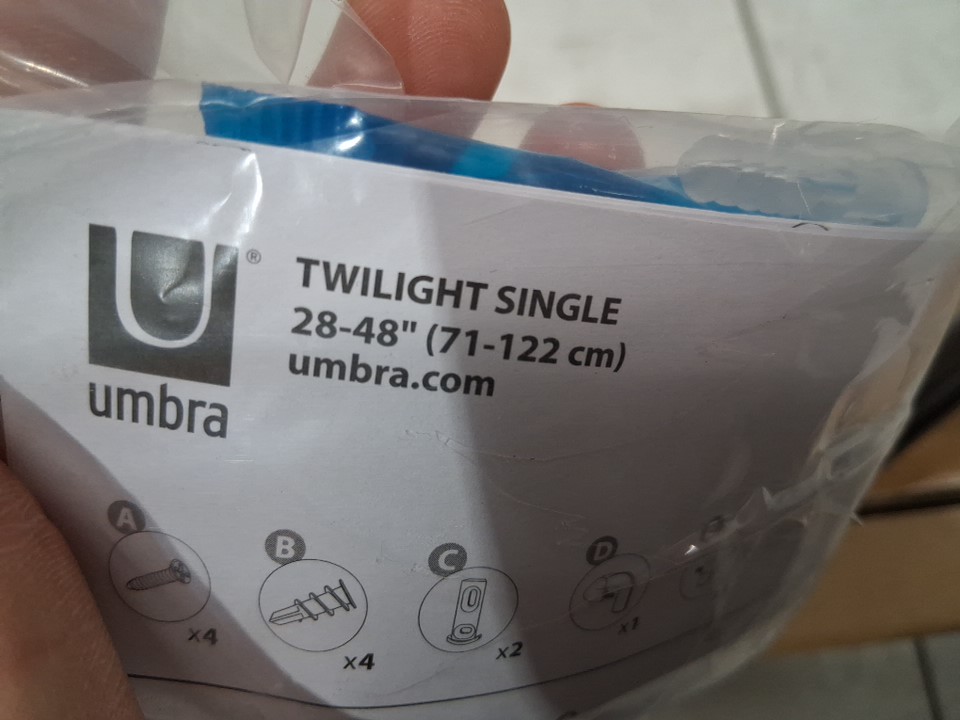 umbra
®
TWILIGHT SINGLE
28-48" (71-122 cm)
umbra.com
A
B
C
D
x4
x4
x2
x1